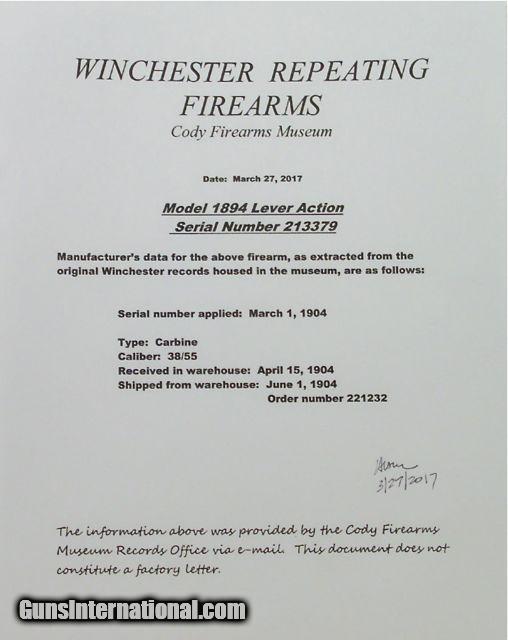 WINCHESTER REPEATING
FIREARMS
Cody Firearms Museum
Date: March 27, 2017
Model 1894 Lever Action
Serial Number 213379
Manufacturer's data for the above firearm, as extracted from the
original Winchester records housed in the museum, are as follows:
Serial number applied: March 1, 1904
Type: Carbine
Caliber: 38/55
Received in warehouse: April 15, 1904
Shipped from warehouse: June 1, 1904
Order number 221232
3/27/2017
The information above was provided by the Cody Firearms
Museum Records Office via e-mail. This document does not
constitute a factory letter.
GunsInternational.com